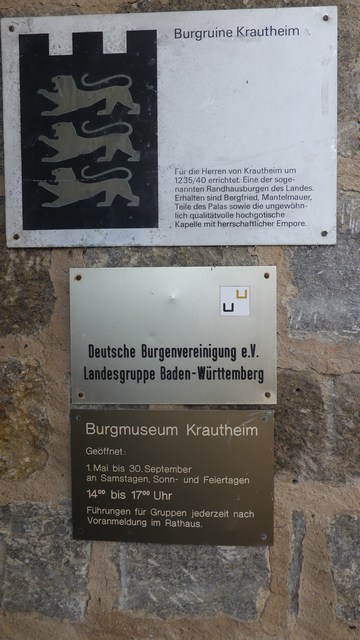 Burgruine Krautheim
Für die Herren von Krautheim um
1235/40 errichtet. Eine der soge-
nannten Randhausburgen des Landes.
Erhalten sind Bergfried, Mantelmauer,
Teile des Palas sowie die ungewöhn-
lich qualitätvolle hochgotische
Kapelle mit herrschaftlicher Empore.
Deutsche Burgenvereinigung e.V.
Landesgruppe Baden-Württemberg
Burgmuseum Krautheim
Geöffnet:
1. Mai bis 30. September
an Samstagen, Sonn- und Feiertagen
14⁰⁰ bis 17⁰⁰ Uhr
Führungen für Gruppen jederzeit nach
Voranmeldung im Rathaus.